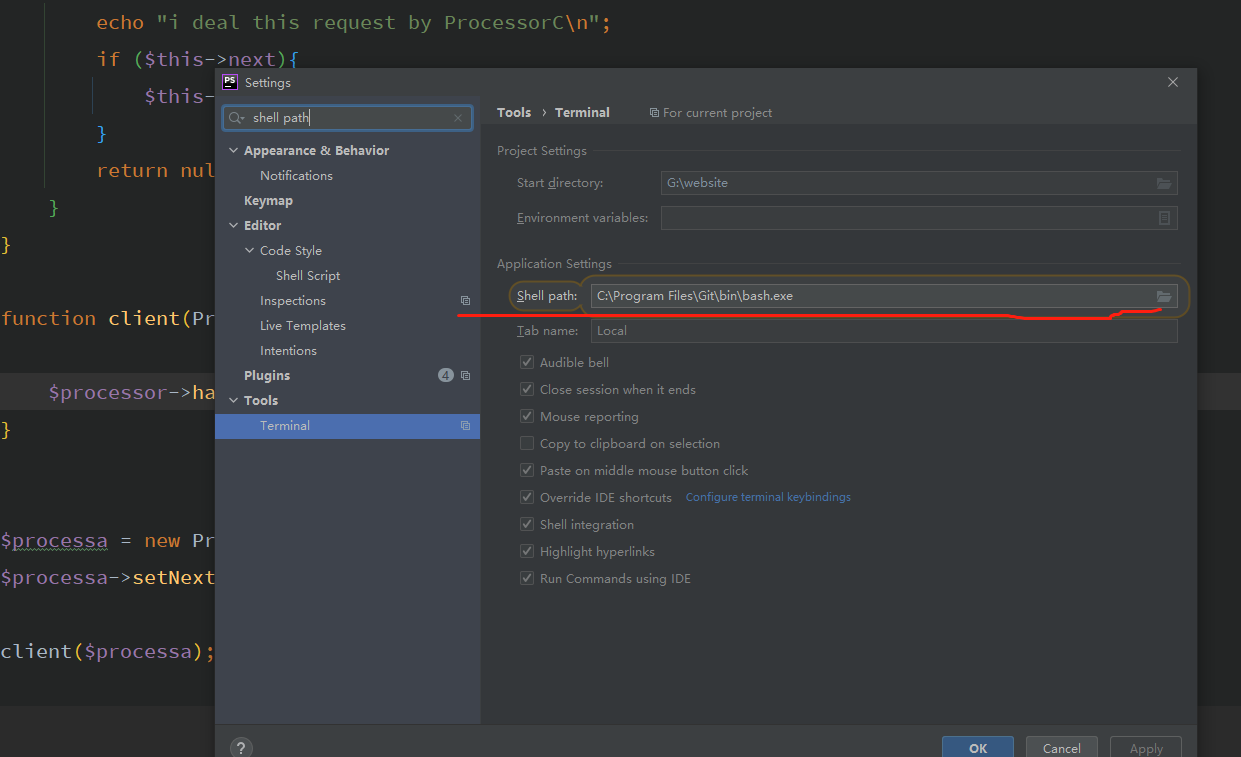 echo "i deal this request by ProcessorC\n";
if ($this->next){
$this-
}
return nul
}
}
function client(Pr
$processor->ha
}
$processa = new Pr
$processa->setNext
client($processa);
PS Settings
shell path
Appearance & Behavior
Notifications
Keymap
Editor
Code Style
Shell Script
Inspections
Live Templates
Intentions
Plugins 4
Tools
Terminal
Tools › Terminal For current project
Project Settings
Start directory: G:\website
Environment variables:
Application Settings
Shell path: C:\Program Files\Git\bin\bash.exe
Tab name: Local
Audible bell
Close session when it ends
Mouse reporting
Copy to clipboard on selection
Paste on middle mouse button click
Override IDE shortcuts Configure terminal keybindings
Shell integration
Highlight hyperlinks
Run Commands using IDE
? OK Cancel Apply